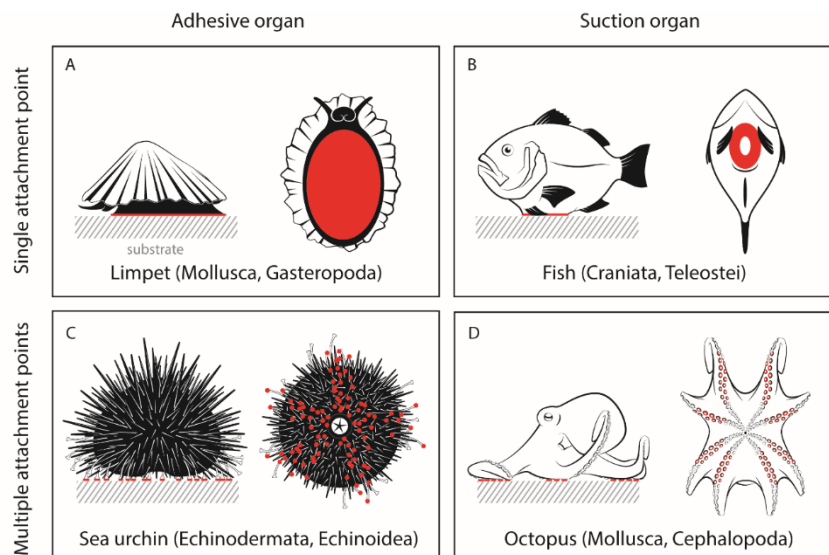 Adhesive organ
Suction organ
Single attachment point
A
B
substrate
Limpet (Mollusca, Gasteropoda)
Fish (Craniata, Teleostei)
Multiple attachment points
C
D
Sea urchin (Echinodermata, Echinoidea)
Octopus (Mollusca, Cephalopoda)